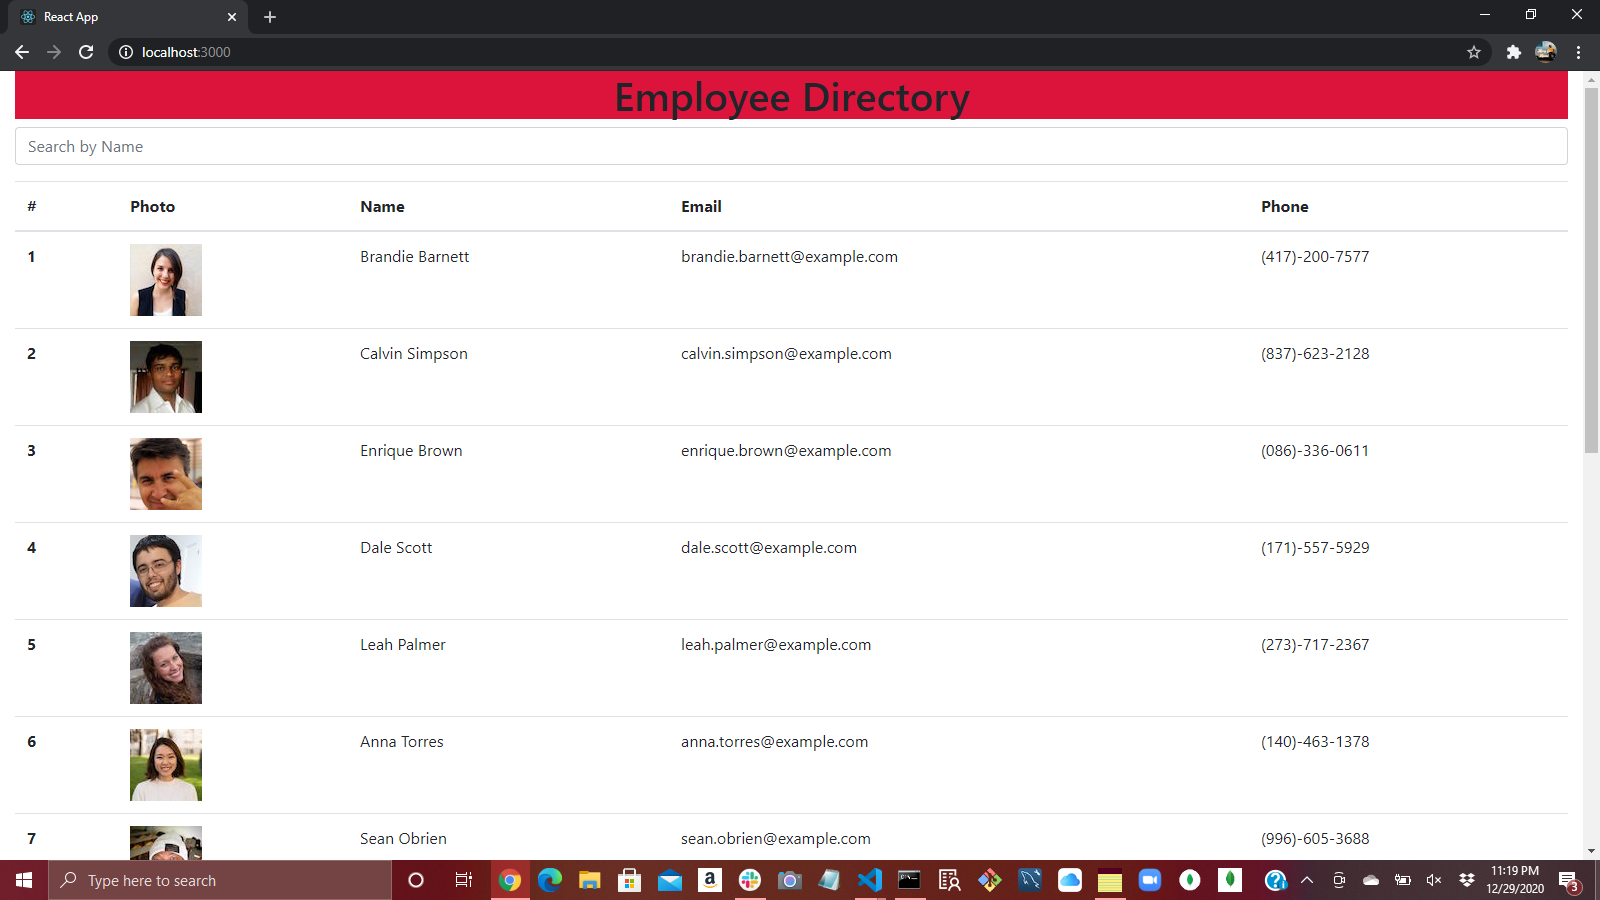 React App
localhost:3000
Employee Directory
Search by Name
# Photo Name Email Phone
1 Brandie Barnett brandie.barnett@example.com (417)-200-7577
2 Calvin Simpson calvin.simpson@example.com (837)-623-2128
3 Enrique Brown enrique.brown@example.com (086)-336-0611
4 Dale Scott dale.scott@example.com (171)-557-5929
5 Leah Palmer leah.palmer@example.com (273)-717-2367
6 Anna Torres anna.torres@example.com (140)-463-1378
7 Sean Obrien sean.obrien@example.com (996)-605-3688
Type here to search
11:19 PM
12/29/2020
3